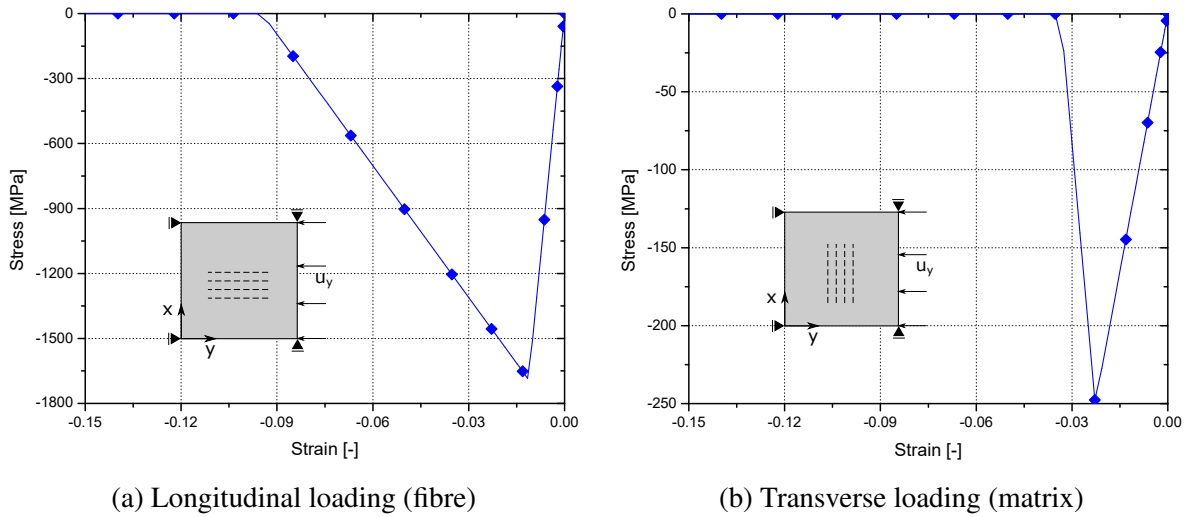 0
-300
-600
-900
-1200
-1500
-1800
Stress [MPa]
-0.15
-0.12
-0.09
-0.06
-0.03
0.00
Strain [-]
x
y
uy
(a) Longitudinal loading (fibre)
0
-50
-100
-150
-200
-250
Stress [MPa]
-0.15
-0.12
-0.09
-0.06
-0.03
0.00
Strain [-]
x
y
uy
(b) Transverse loading (matrix)